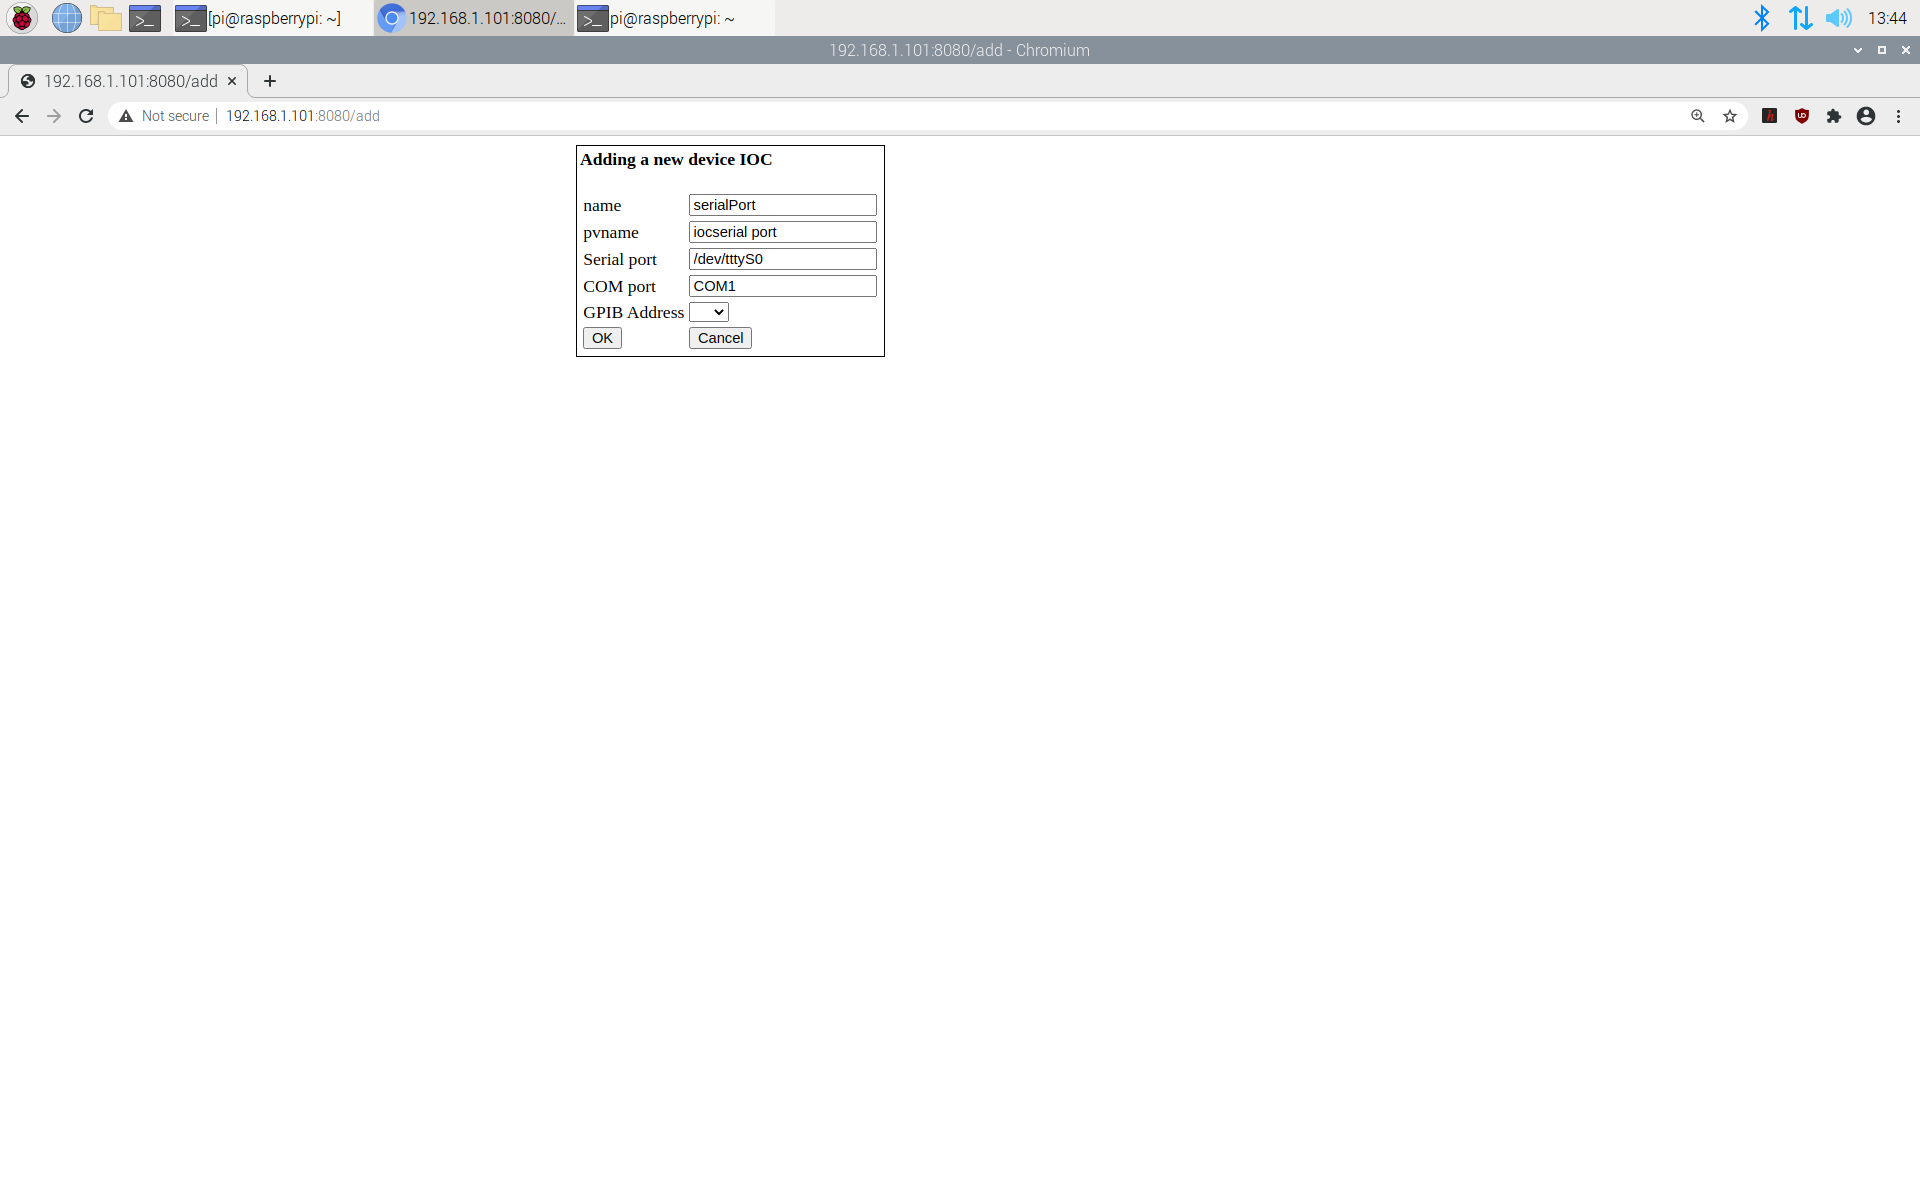 [pi@raspberrypi: ~]
192.168.1.101:8080/...
pi@raspberrypi: ~
13:44
192.168.1.101:8080/add - Chromium
192.168.1.101:8080/add
Not secure
192.168.1.101:8080/add
Adding a new device IOC
name serialPort
pvname iocserial port
Serial port /dev/tttyS0
COM port COM1
GPIB Address
OK Cancel